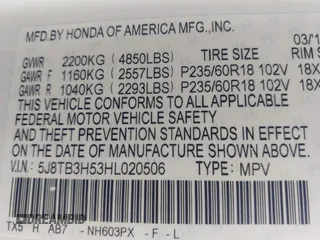 MFD.BY HONDA OF AMERICA MFG.,INC. 03/1
GVWR 2200KG (4850LBS) TIRE SIZE RIM S
GAWR F 1160KG (2557LBS) P235/60R18 102V 18X
GAWR R 1040KG (2293LBS) P235/60R18 102V 18X
THIS VEHICLE CONFORMS TO ALL APPLICABLE
FEDERAL MOTOR VEHICLE SAFETY
AND THEFT PREVENTION STANDARDS IN EFFECT
ON THE DATE OF MANUFACTURE SHOWN ABOVE.
V.I.N: 5J8TB3H53HL020506 TYPE: MPV
TX5 H AB7 - NH603PX - F - L
DREAMBID